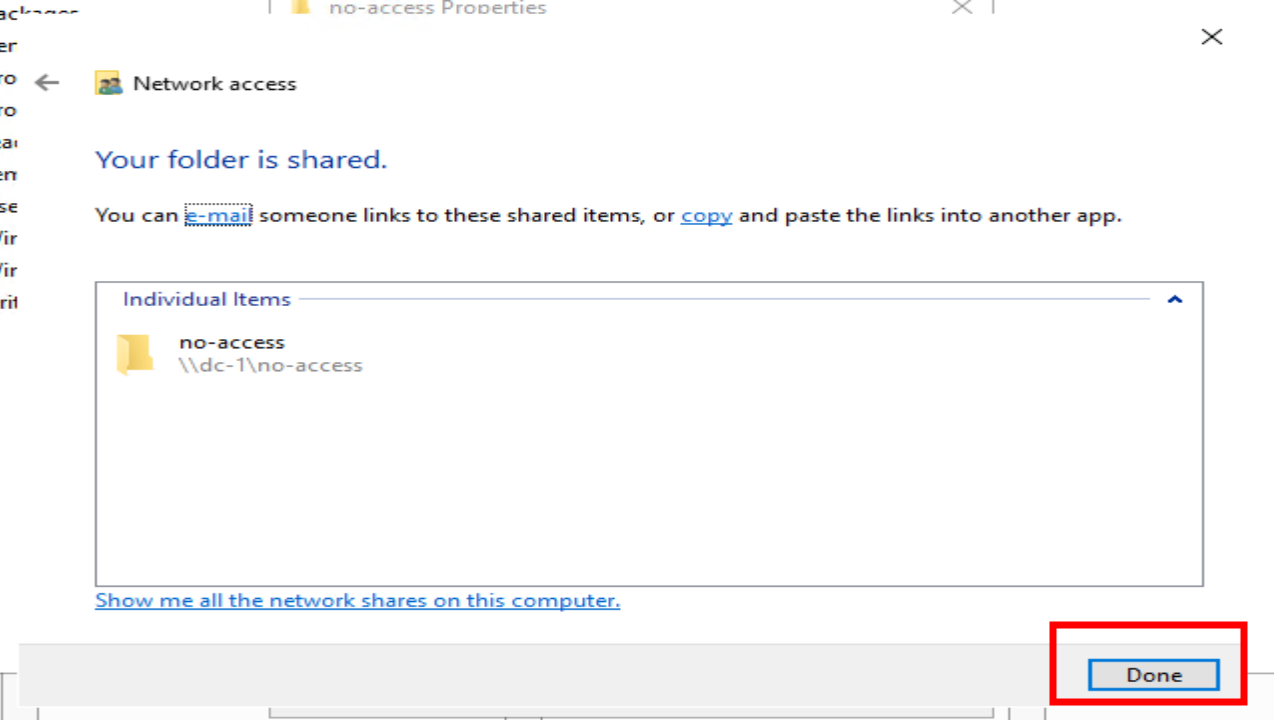 no-access Properties
Network access
Your folder is shared.
You can e-mail someone links to these shared items, or copy and paste the links into another app.
Individual Items
no-access
\\dc-1\no-access
Show me all the network shares on this computer.
Done